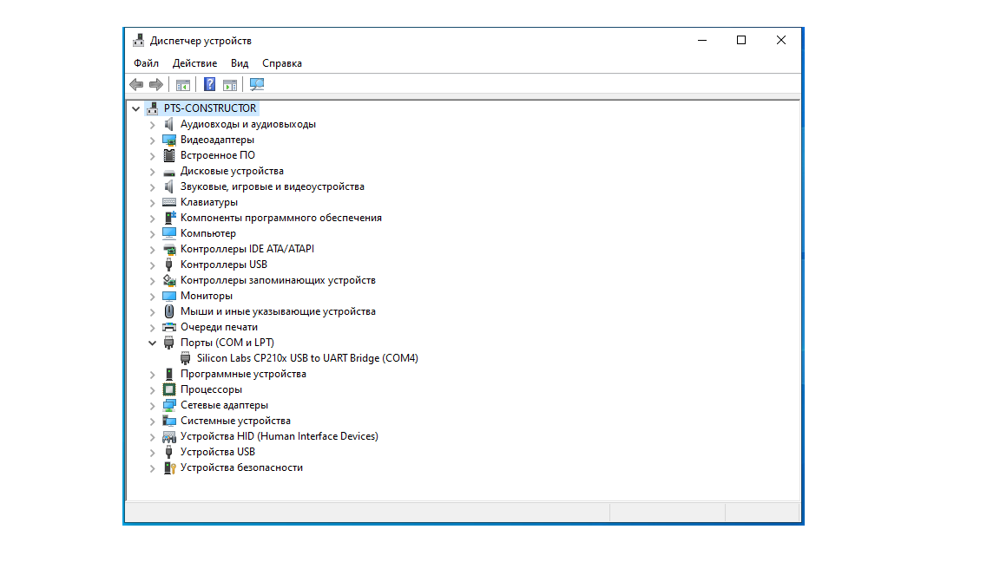 Диспетчер устройств
Файл Действие Вид Справка
PTS-CONSTRUCTOR
Аудиовходы и аудиовыходы
Видеоадаптеры
Встроенное ПО
Дисковые устройства
Звуковые, игровые и видеоустройства
Клавиатуры
Компоненты программного обеспечения
Компьютер
Контроллеры IDE ATA/ATAPI
Контроллеры USB
Контроллеры запоминающих устройств
Мониторы
Мыши и иные указывающие устройства
Очереди печати
Порты (COM и LPT)
Silicon Labs CP210x USB to UART Bridge (COM4)
Программные устройства
Процессоры
Сетевые адаптеры
Системные устройства
Устройства HID (Human Interface Devices)
Устройства USB
Устройства безопасности